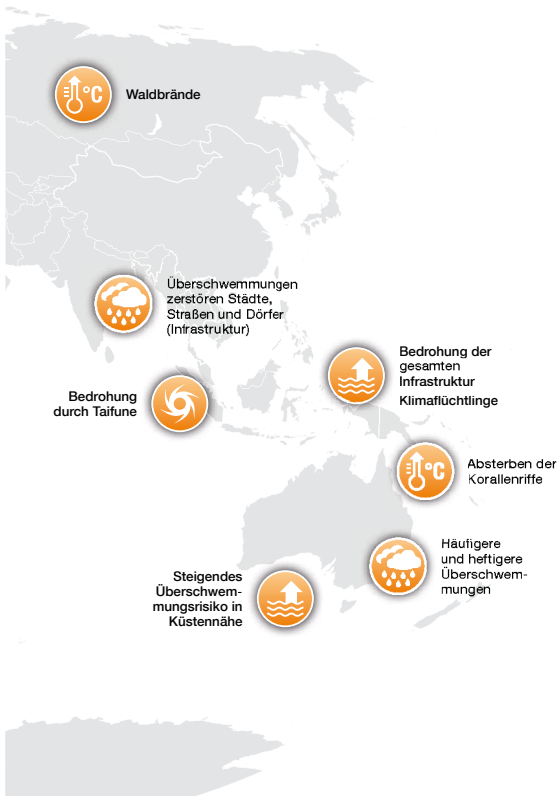 °C
Waldbrände
Überschwemmungen
zerstören Städte,
Straßen und Dörfer
(Infrastruktur)
Bedrohung der
gesamten
Infrastruktur
Klimaflüchtlinge
Bedrohung
durch Taifune
°C
Absterben der
Korallenriffe
Häufigere
und heftigere
Überschwem-
mungen
Steigendes
Überschwem-
mungsrisiko in
Küstennähe